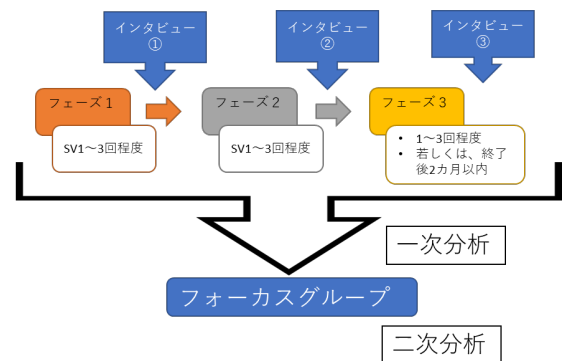 インタビュー
①
インタビュー
②
インタビュー
③
フェーズ１
フェーズ２
フェーズ３
SV1～3回程度
SV1～3回程度
• 1～3回程度
• 若しくは、終了
後2カ月以内
一次分析
フォーカスグループ
二次分析